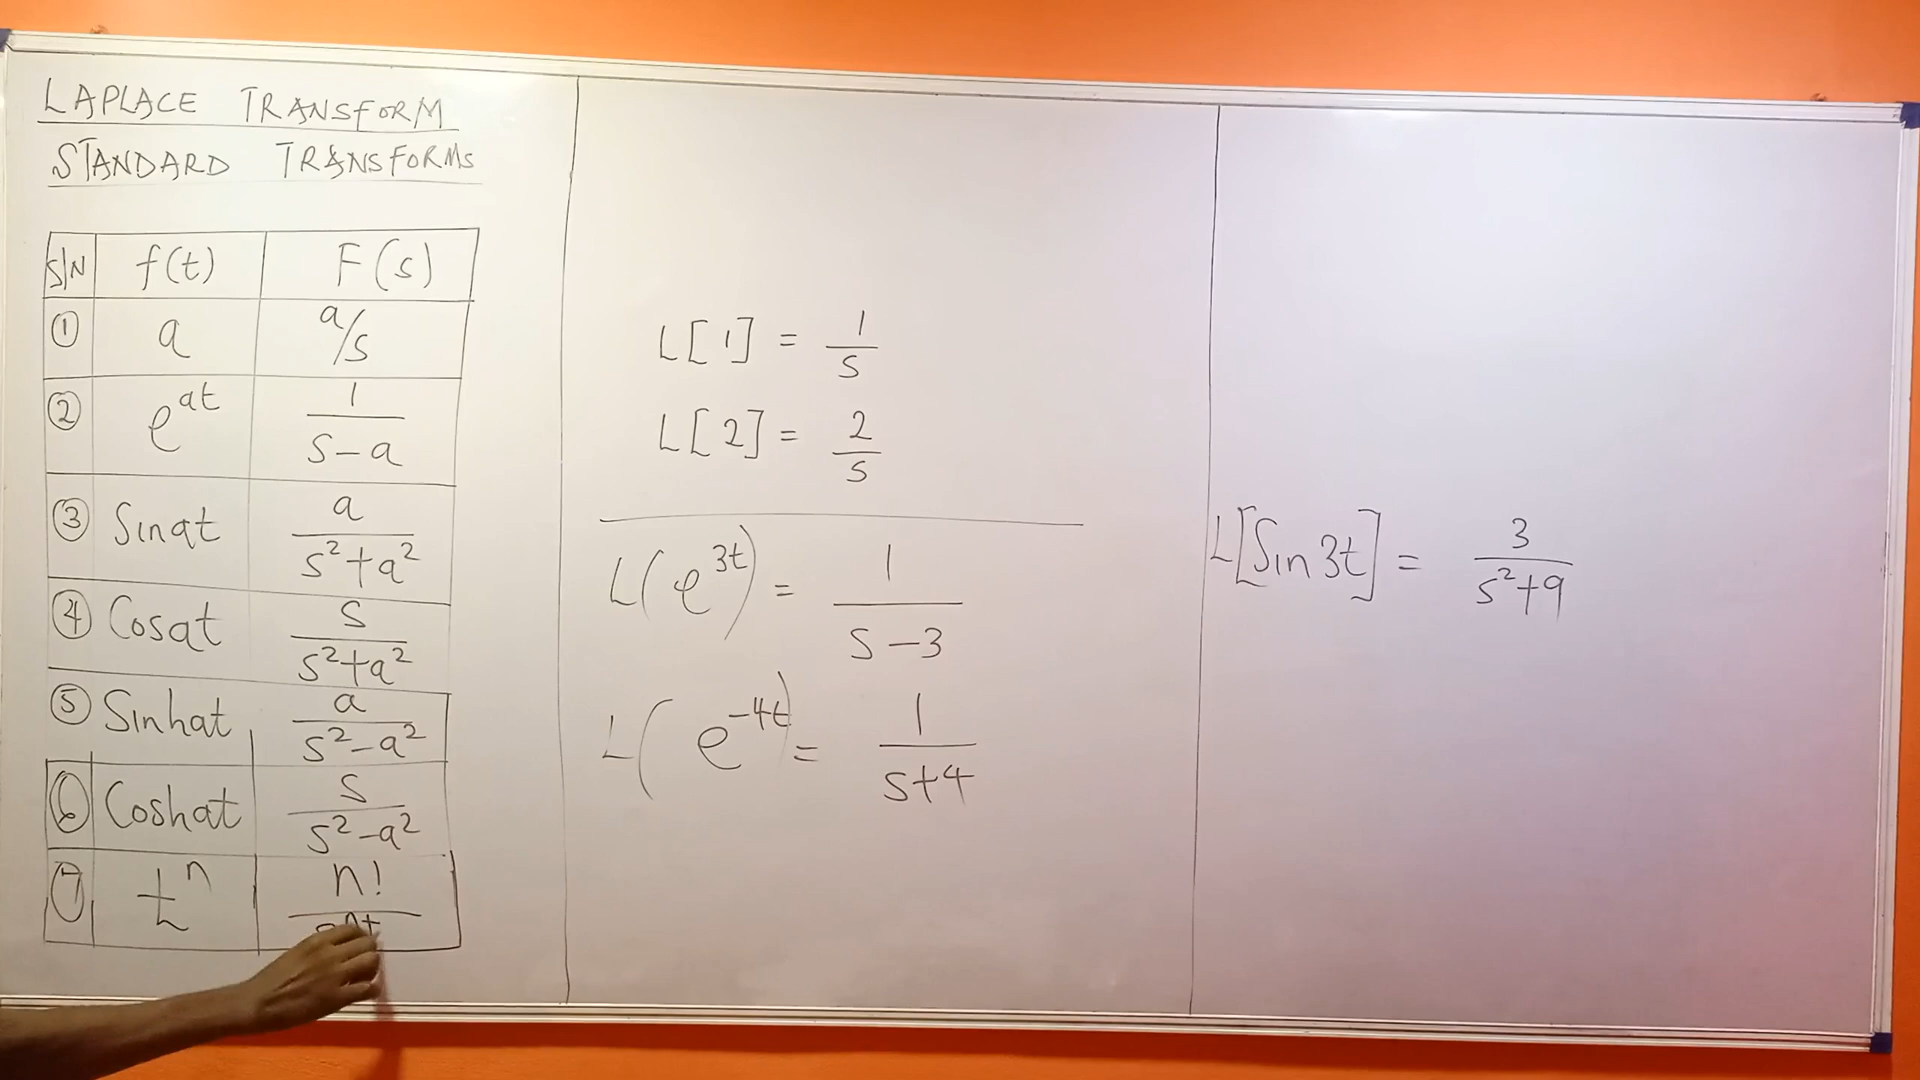 LAPLACE TRANSFORM
STANDARD TRANSFORMS
S/N f(t) F(s)
① a a/s
② e^at 1/(s-a)
③ Sinat a/(s²+a²)
④ Cosat s/(s²+a²)
⑤ Sinhat a/(s²-a²)
⑥ Coshat s/(s²-a²)
⑦ t^n n!
L[1] = 1/s
L[2] = 2/s
L(e^3t) = 1/(s-3)
L(e^-4t) = 1/(s+4)
L[Sin 3t] = 3/(s²+9)